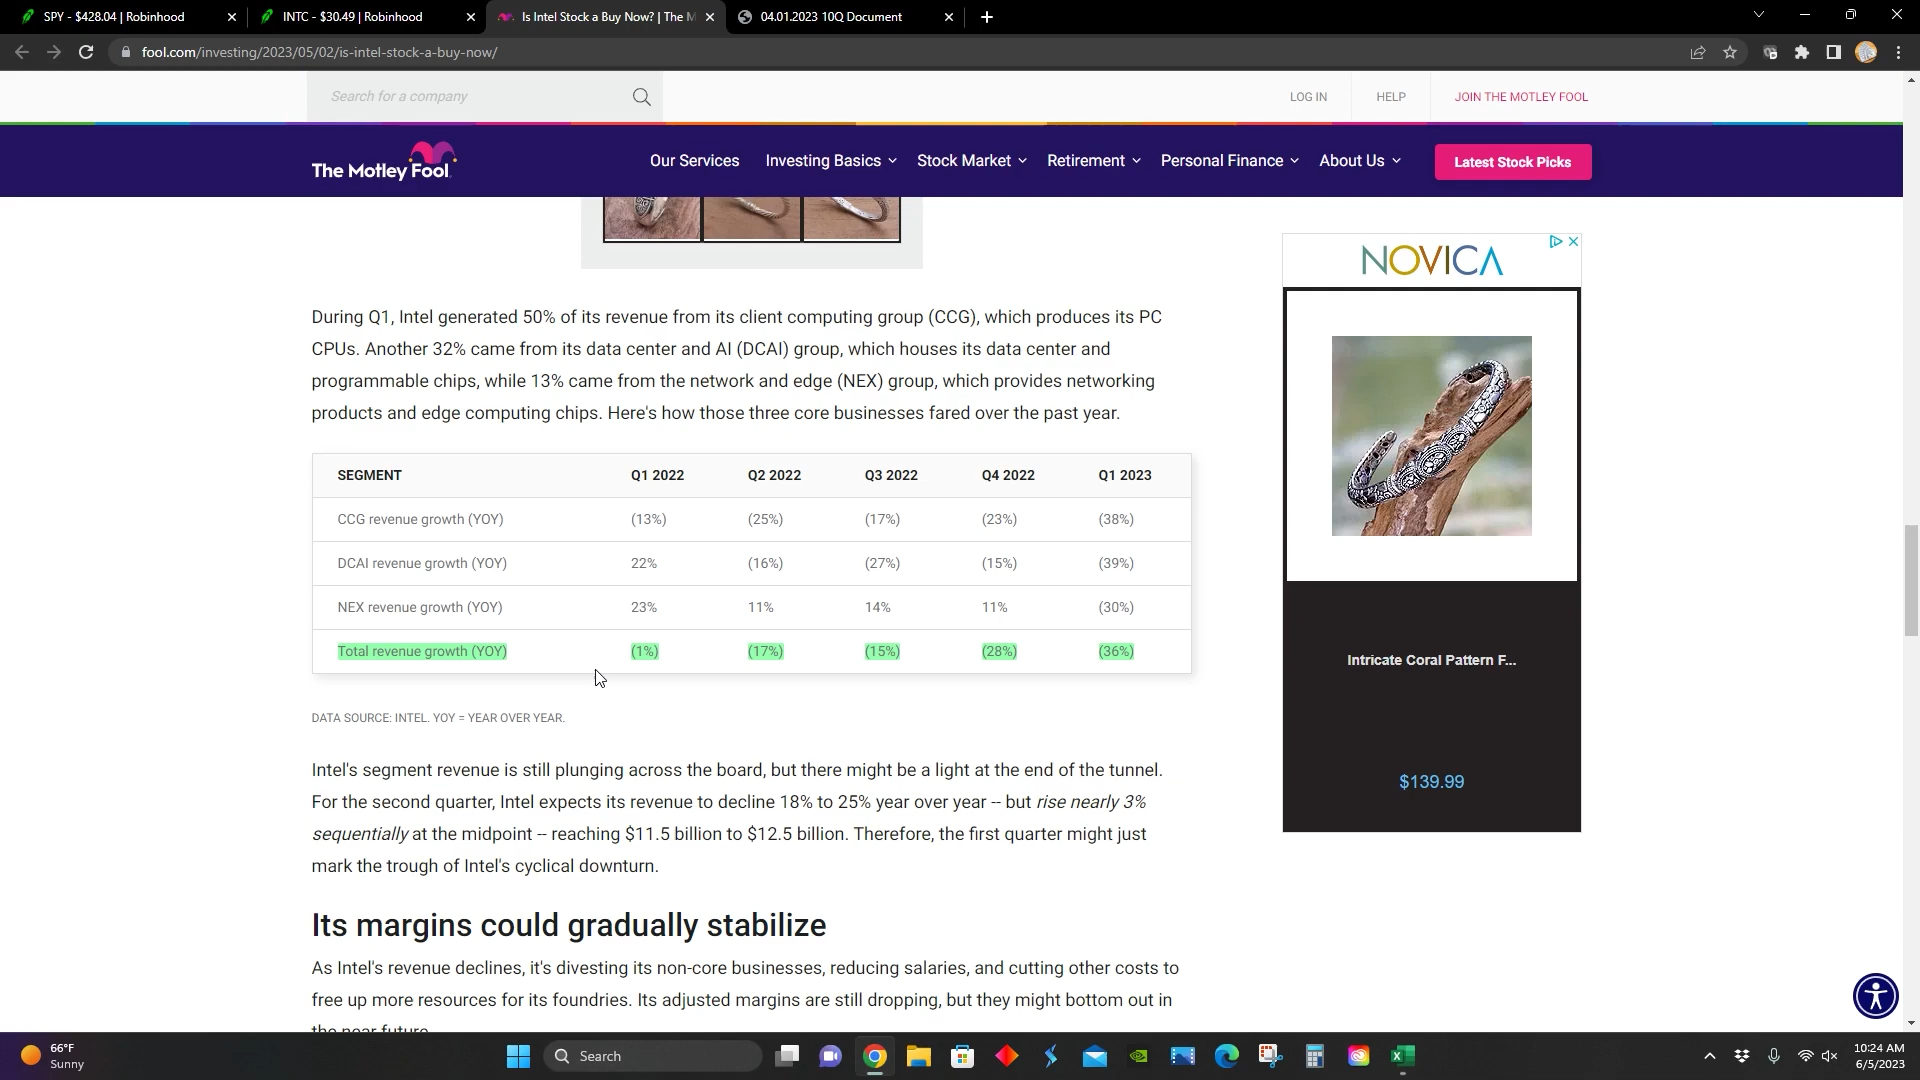 SPY - $428.04 | Robinhood
INTC - $30.49 | Robinhood
Is Intel Stock a Buy Now? | The M
04.01.2023 10Q Document
fool.com/investing/2023/05/02/is-intel-stock-a-buy-now/
Search for a company
LOG IN
HELP
JOIN THE MOTLEY FOOL
The Motley Fool.
Our Services
Investing Basics
Stock Market
Retirement
Personal Finance
About Us
Latest Stock Picks
NOVICA
During Q1, Intel generated 50% of its revenue from its client computing group (CCG), which produces its PC
CPUs. Another 32% came from its data center and AI (DCAI) group, which houses its data center and
programmable chips, while 13% came from the network and edge (NEX) group, which provides networking
products and edge computing chips. Here's how those three core businesses fared over the past year.
SEGMENT Q1 2022 Q2 2022 Q3 2022 Q4 2022 Q1 2023
CCG revenue growth (YOY) (13%) (25%) (17%) (23%) (38%)
DCAI revenue growth (YOY) 22% (16%) (27%) (15%) (39%)
NEX revenue growth (YOY) 23% 11% 14% 11% (30%)
Total revenue growth (YOY) (1%) (17%) (15%) (28%) (36%)
DATA SOURCE: INTEL. YOY = YEAR OVER YEAR.
Intricate Coral Pattern F...
$139.99
Intel's segment revenue is still plunging across the board, but there might be a light at the end of the tunnel.
For the second quarter, Intel expects its revenue to decline 18% to 25% year over year -- but rise nearly 3%
sequentially at the midpoint -- reaching $11.5 billion to $12.5 billion. Therefore, the first quarter might just
mark the trough of Intel's cyclical downturn.
Its margins could gradually stabilize
As Intel's revenue declines, it's divesting its non-core businesses, reducing salaries, and cutting other costs to
free up more resources for its foundries. Its adjusted margins are still dropping, but they might bottom out in
the near future.
66°F
Sunny
Search
10:24 AM
6/5/2023